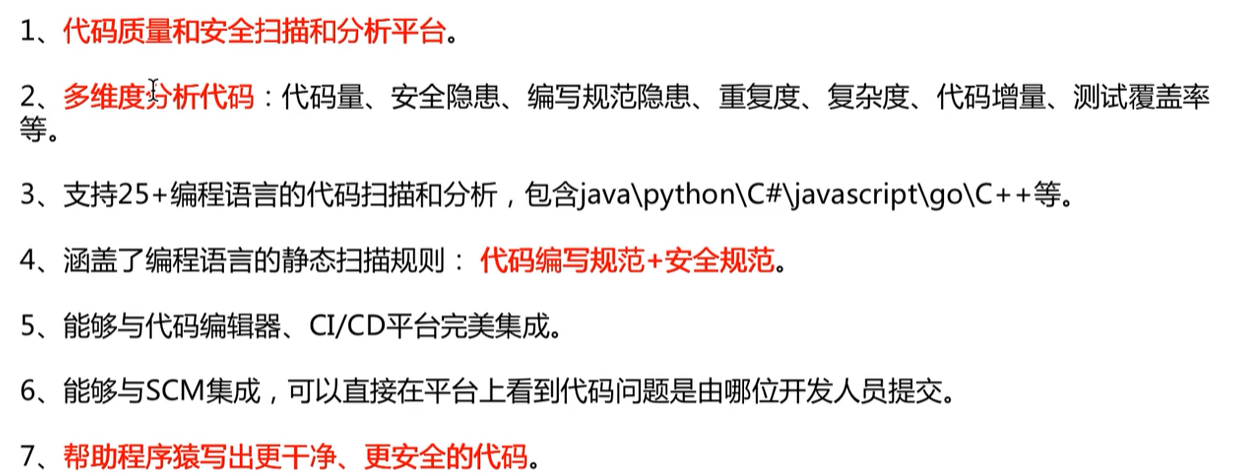 1、代码质量和安全扫描和分析平台。
2、多维度分析代码：代码量、安全隐患、编写规范隐患、重复度、复杂度、代码增量、测试覆盖率
等。
3、支持25+编程语言的代码扫描和分析，包含java\python\C#\javascript\go\C++等。
4、涵盖了编程语言的静态扫描规则： 代码编写规范+安全规范。
5、能够与代码编辑器、CI/CD平台完美集成。
6、能够与SCM集成，可以直接在平台上看到代码问题是由哪位开发人员提交。
7、帮助程序猿写出更干净、更安全的代码。